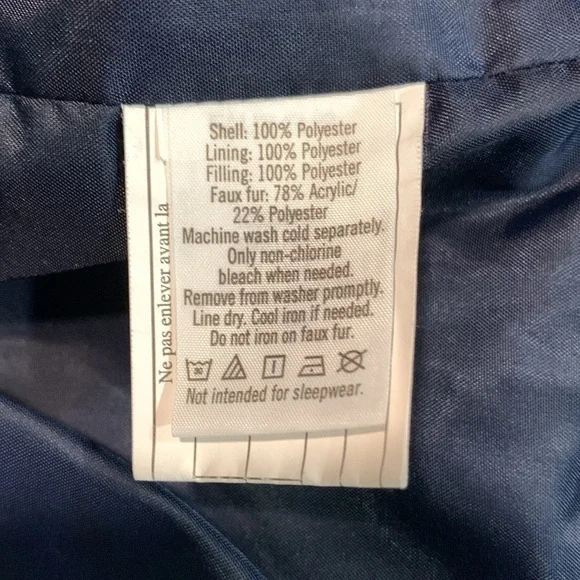 Shell: 100% Polyester
Lining: 100% Polyester
Filling: 100% Polyester
Faux fur: 78% Acrylic/
22% Polyester
Machine wash cold separately.
Only non-chlorine
bleach when needed.
Remove from washer promptly.
Line dry. Cool iron if needed.
Do not iron on faux fur.
30
Not intended for sleepwear.
Ne pas enlever avant la